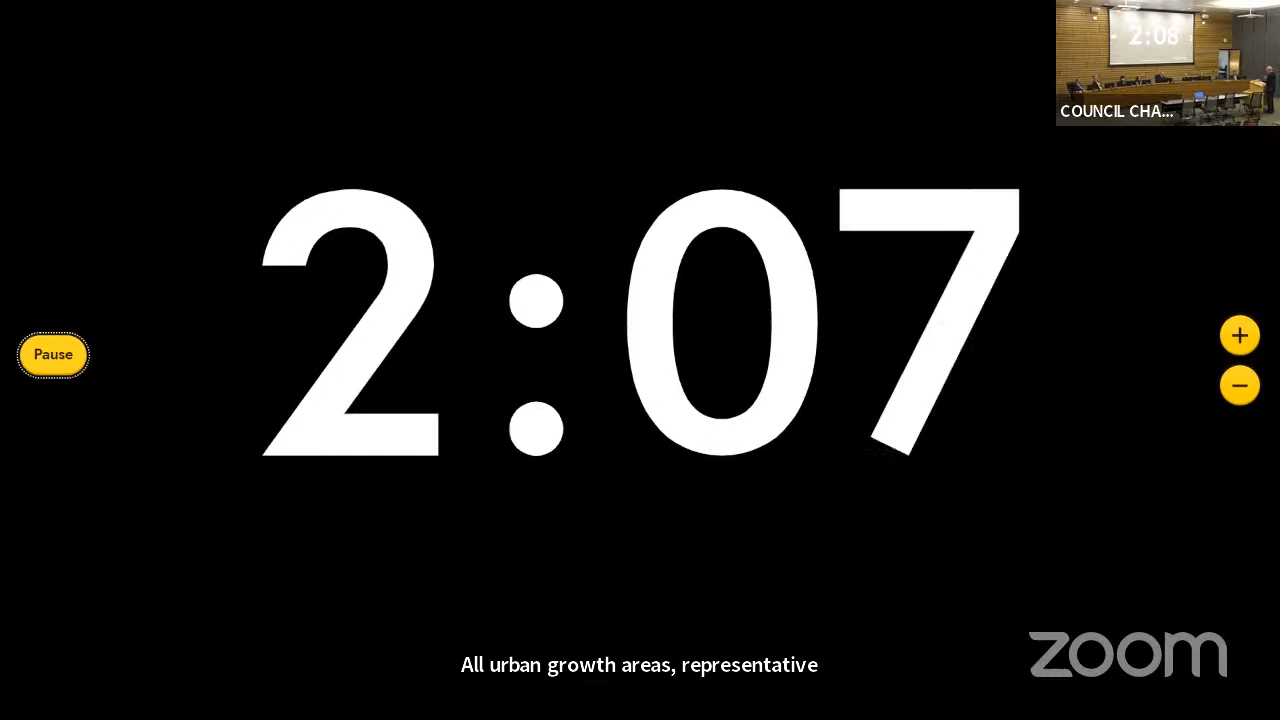 2:08
COUNCIL CHA...
2:07
Pause
+
−
All urban growth areas, representative
zoom